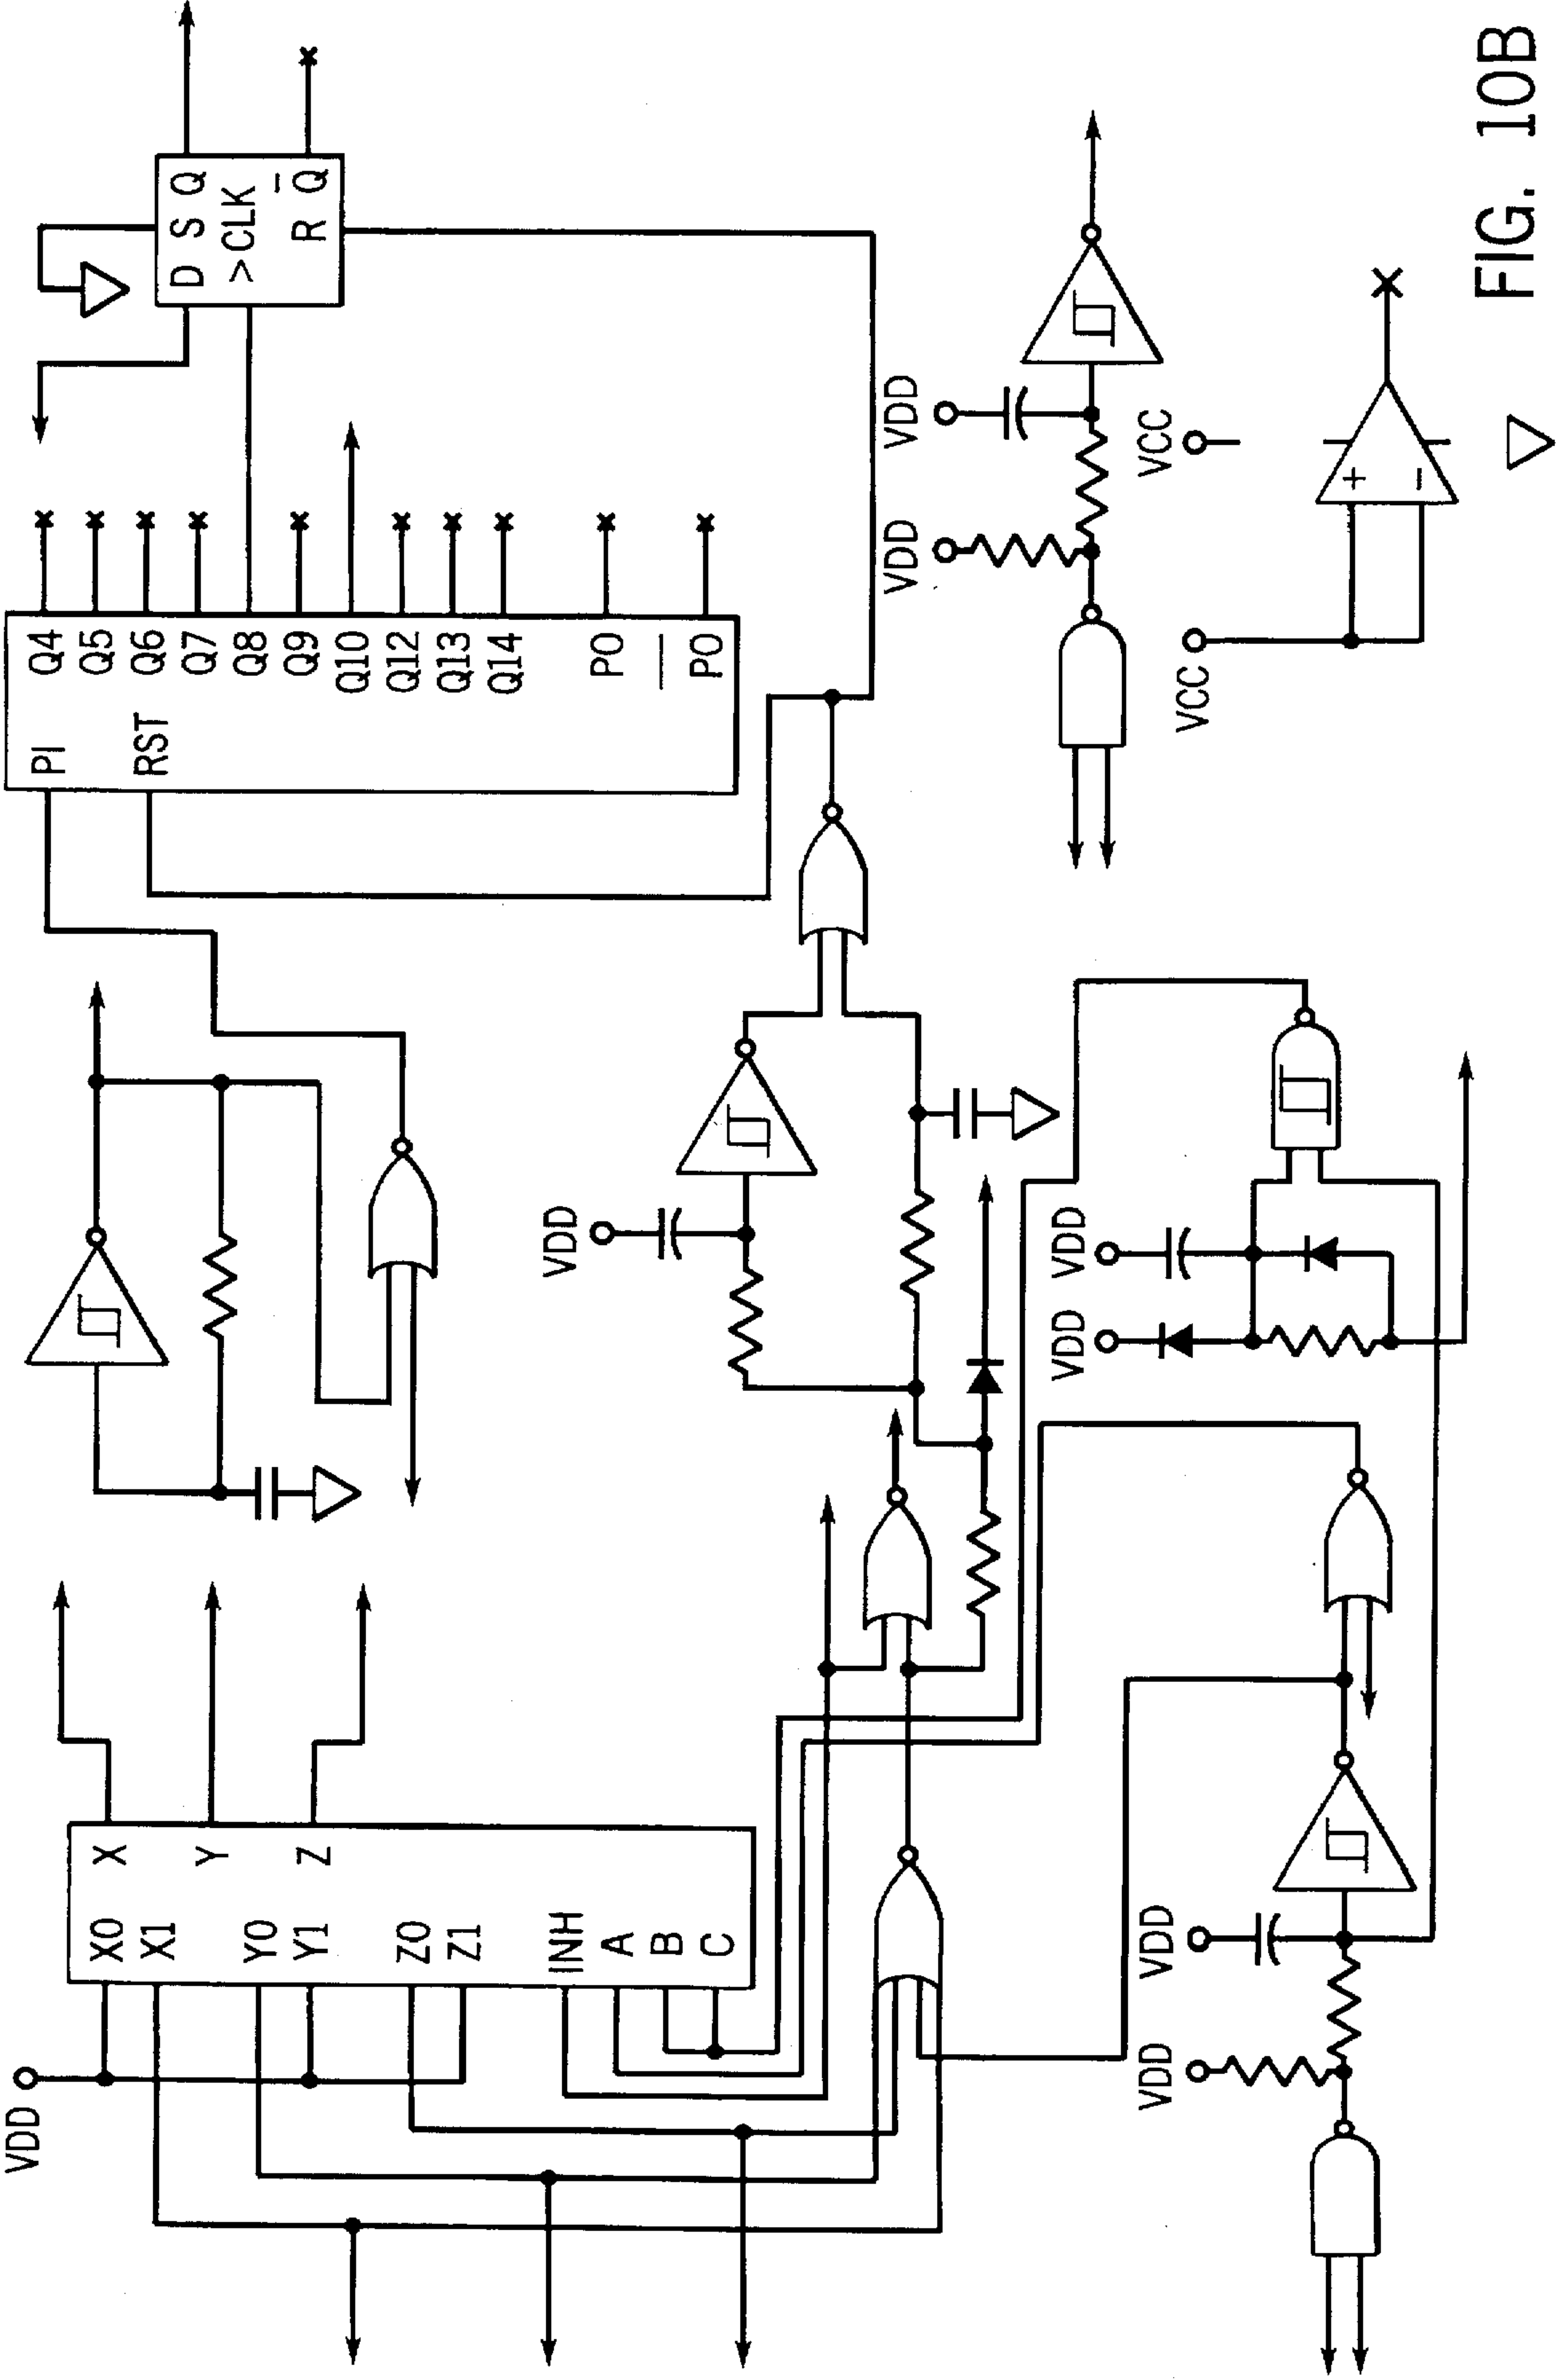 VDD
X0
X1
Y0
Y1
Z0
Z1
INH
A
B
C
X
Y
Z
PI
RST
Q4
Q5
Q6
Q7
Q8
Q9
Q10
Q12
Q13
Q14
PO
PO
D S Q
>CLK
R Q
VDD
VDD
VDD
VDD
VDD
VDD
VDD
VDD
VCC
VCC
+
−
FIG. 10B